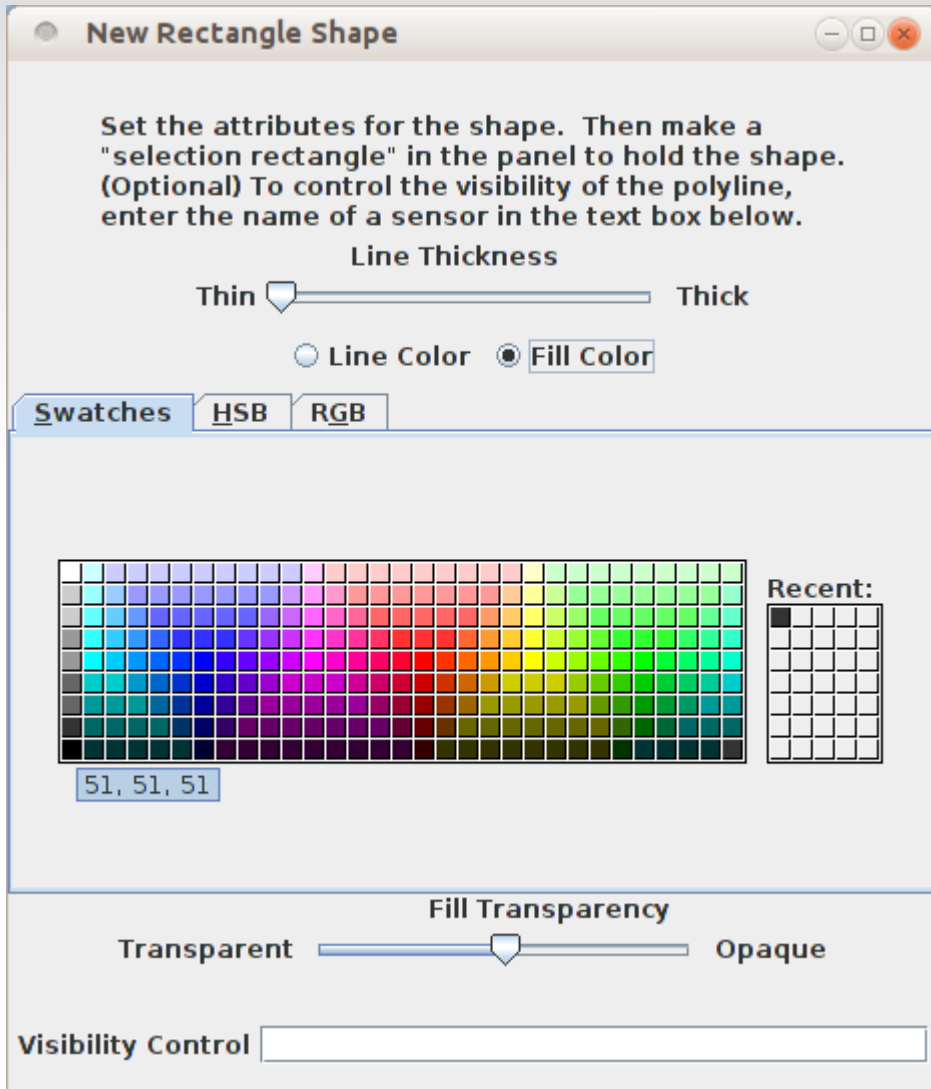 New Rectangle Shape
Set the attributes for the shape.  Then make a
"selection rectangle" in the panel to hold the shape.
(Optional) To control the visibility of the polyline,
enter the name of a sensor in the text box below.
Line Thickness
Thin Thick
Line Color Fill Color
Swatches HSB RGB
Recent:
51, 51, 51
Fill Transparency
Transparent Opaque
Visibility Control